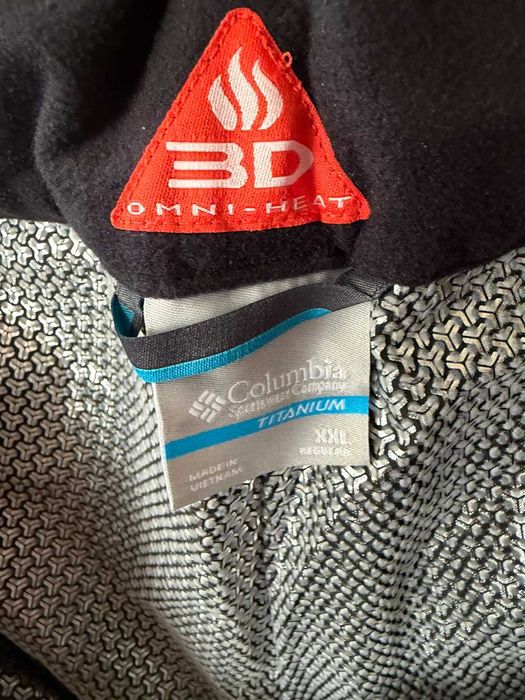 3D
OMNI-HEAT
Columbia
Sportswear Company
TITANIUM
XXL
REGULAR
MADE IN
VIETNAM